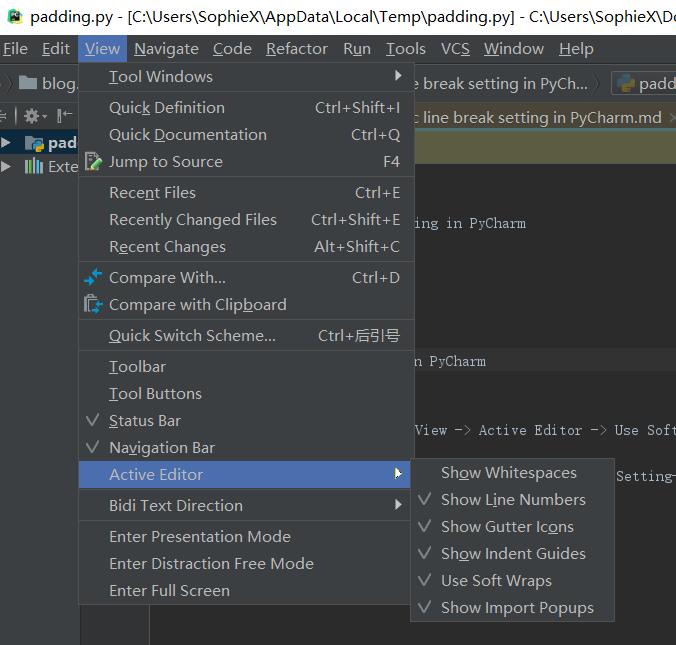 padding.py - [C:\Users\SophieX\AppData\Local\Temp\padding.py] - C:\Users\SophieX\Do
File Edit View Navigate Code Refactor Run Tools VCS Window Help
blog. e break setting in PyCh... padd
c line break setting in PyCharm.md
pad
Exte
Tool Windows
Quick Definition Ctrl+Shift+I
Quick Documentation Ctrl+Q
Jump to Source F4
Recent Files Ctrl+E
Recently Changed Files Ctrl+Shift+E
Recent Changes Alt+Shift+C
Compare With... Ctrl+D
Compare with Clipboard
Quick Switch Scheme... Ctrl+后引号
Toolbar
Tool Buttons
Status Bar
Navigation Bar
Active Editor
Bidi Text Direction
Enter Presentation Mode
Enter Distraction Free Mode
Enter Full Screen
ing in PyCharm
n PyCharm
View -> Active Editor -> Use Soft
Setting-
Show Whitespaces
Show Line Numbers
Show Gutter Icons
Show Indent Guides
Use Soft Wraps
Show Import Popups